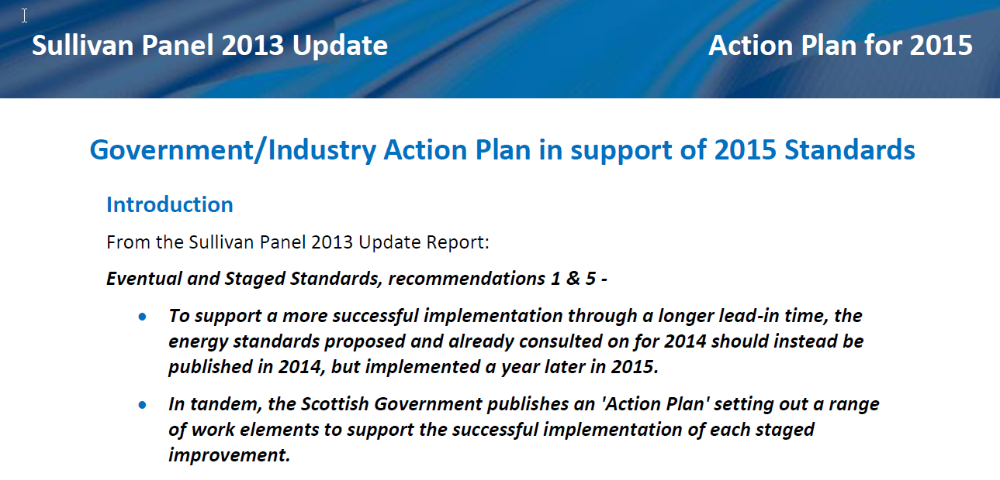 Sullivan Panel 2013 Update Action Plan for 2015
Government/Industry Action Plan in support of 2015 Standards
Introduction
From the Sullivan Panel 2013 Update Report:
Eventual and Staged Standards, recommendations 1 & 5 -
• To support a more successful implementation through a longer lead-in time, the
energy standards proposed and already consulted on for 2014 should instead be
published in 2014, but implemented a year later in 2015.
• In tandem, the Scottish Government publishes an 'Action Plan' setting out a range
of work elements to support the successful implementation of each staged
improvement.